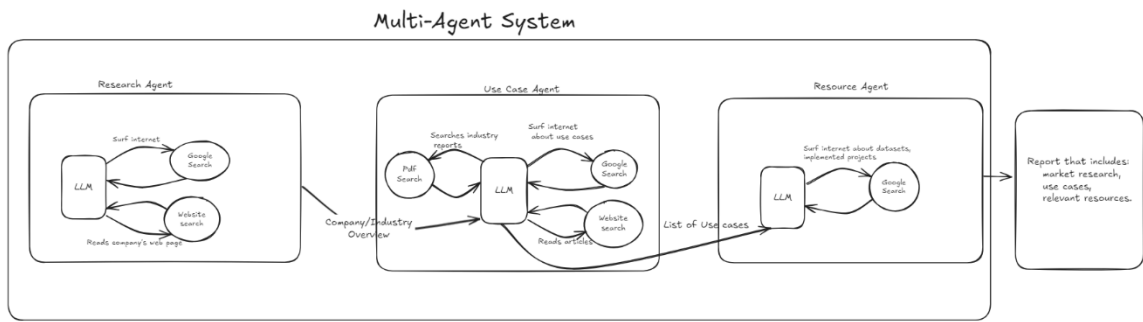 Multi-Agent System
Research Agent
Surf internet
LLM
Google
Search
Website
search
Reads company's web page
Company/Industry
Overview
Use Case Agent
Searches industry
reports
Surf internet
about use cases
Pdf
Search
LLM
Google
Search
Website
search
Reads articles
List of Use cases
Resource Agent
Surf internet about datasets,
implemented projects
LLM
Google
Search
Report that includes:
market research,
use cases,
relevant resources.